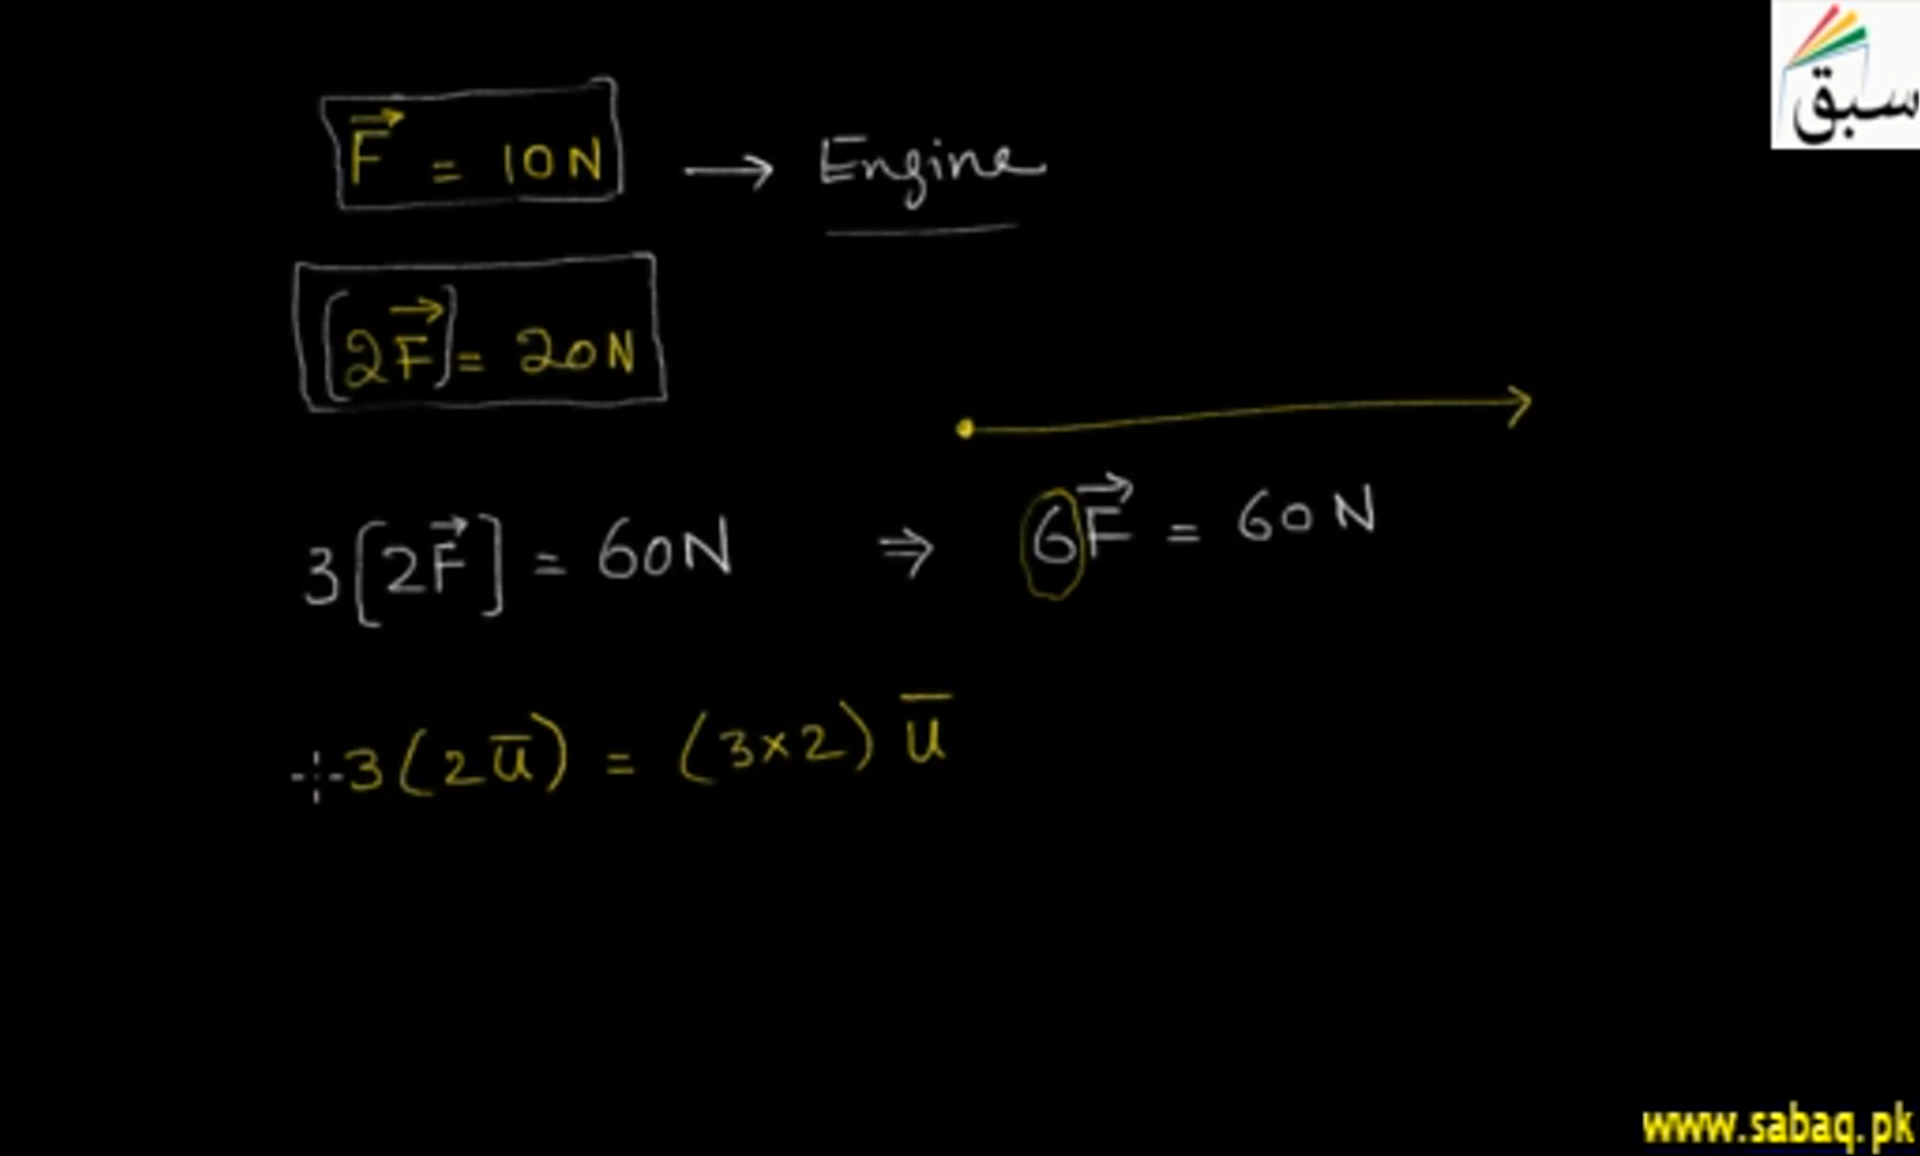 سبق
F⃗ = 10N → Engine
[2F⃗] = 20N
3[2F⃗] = 60N ⇒ 6F⃗ = 60N
3(2u̅) = (3×2) u̅
www.sabaq.pk